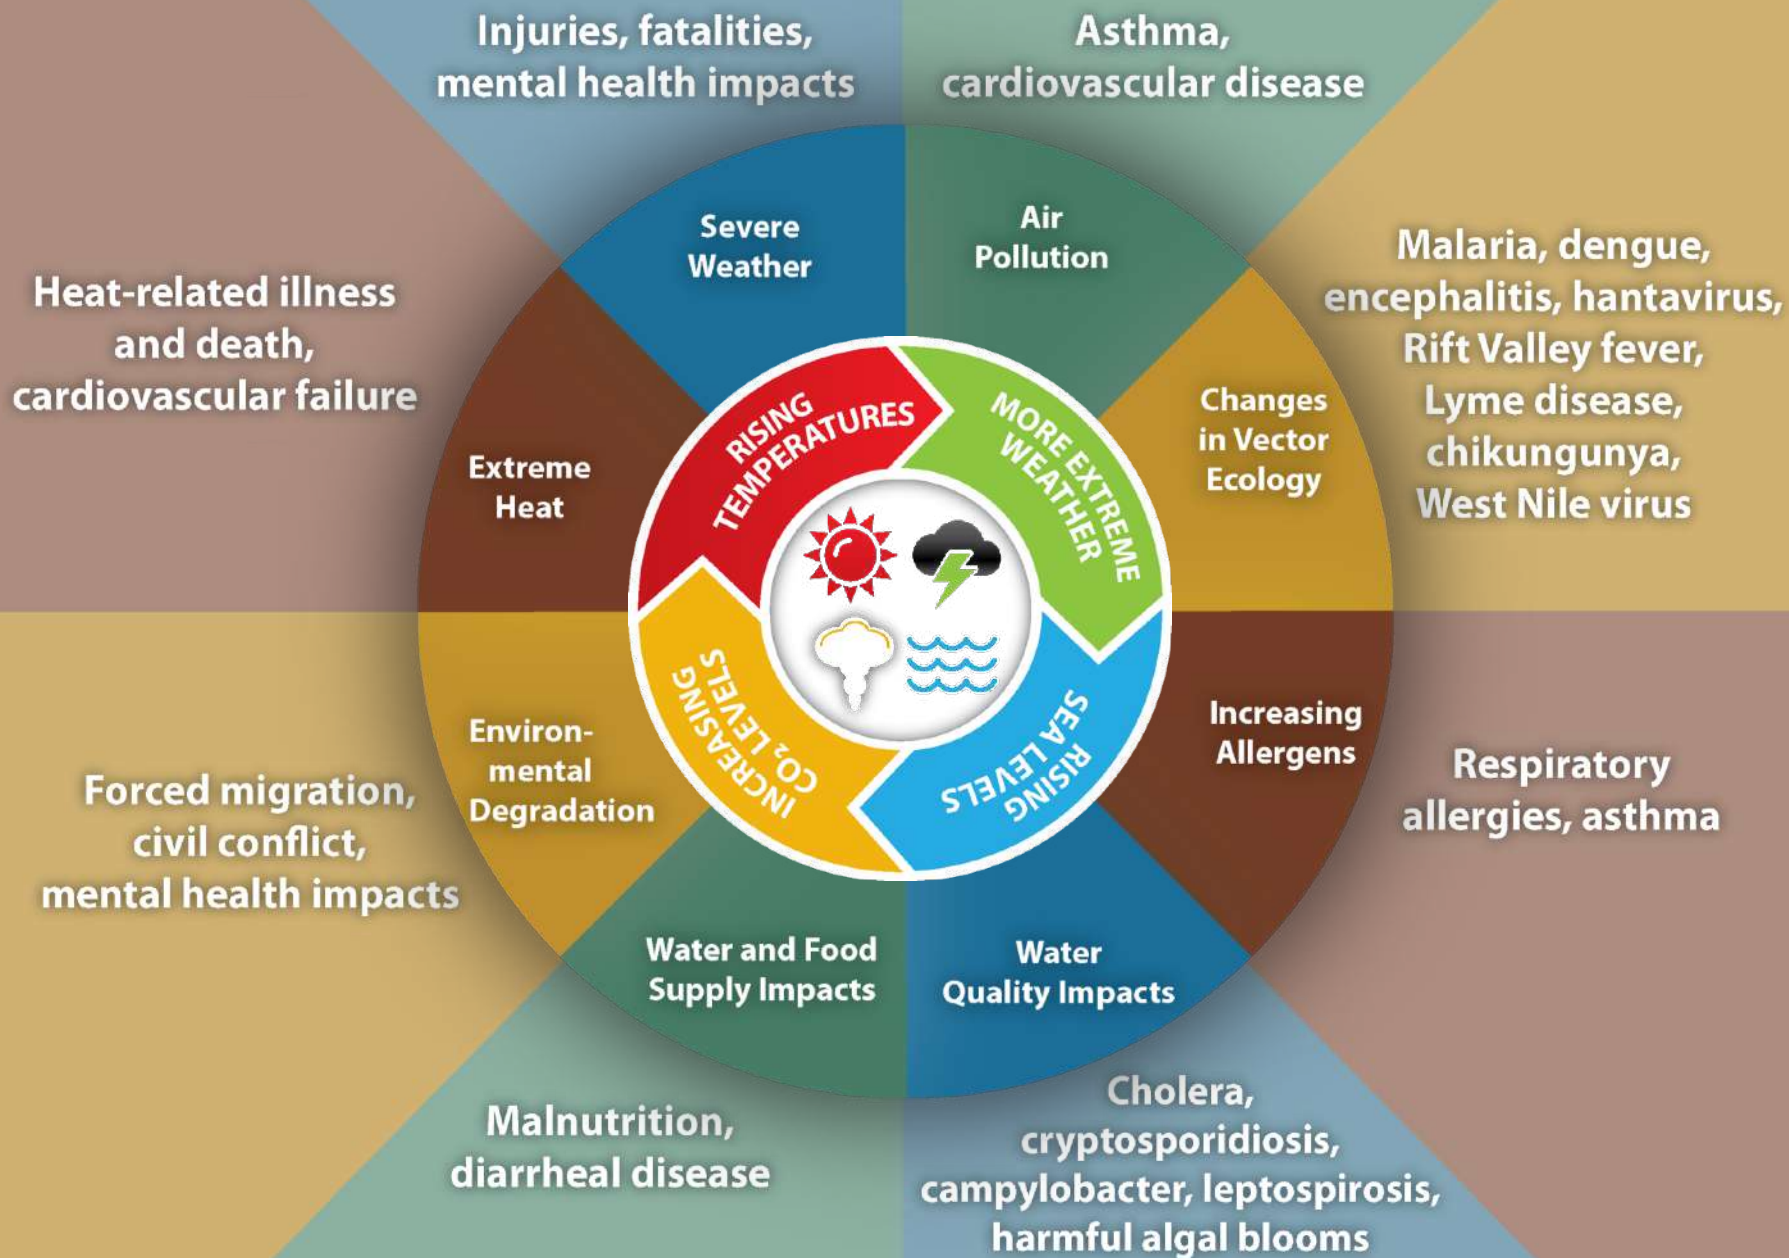 Injuries, fatalities,
mental health impacts
Asthma,
cardiovascular disease
Severe
Weather
Air
Pollution
Heat-related illness
and death,
cardiovascular failure
Malaria, dengue,
encephalitis, hantavirus,
Rift Valley fever,
Lyme disease,
chikungunya,
West Nile virus
Extreme
Heat
Changes
in Vector
Ecology
RISING
TEMPERATURES
MORE EXTREME
WEATHER
INCREASING
CO₂ LEVELS
RISING
SEA LEVELS
Environ-
mental
Degradation
Increasing
Allergens
Forced migration,
civil conflict,
mental health impacts
Respiratory
allergies, asthma
Water and Food
Supply Impacts
Water
Quality Impacts
Malnutrition,
diarrheal disease
Cholera,
cryptosporidiosis,
campylobacter, leptospirosis,
harmful algal blooms